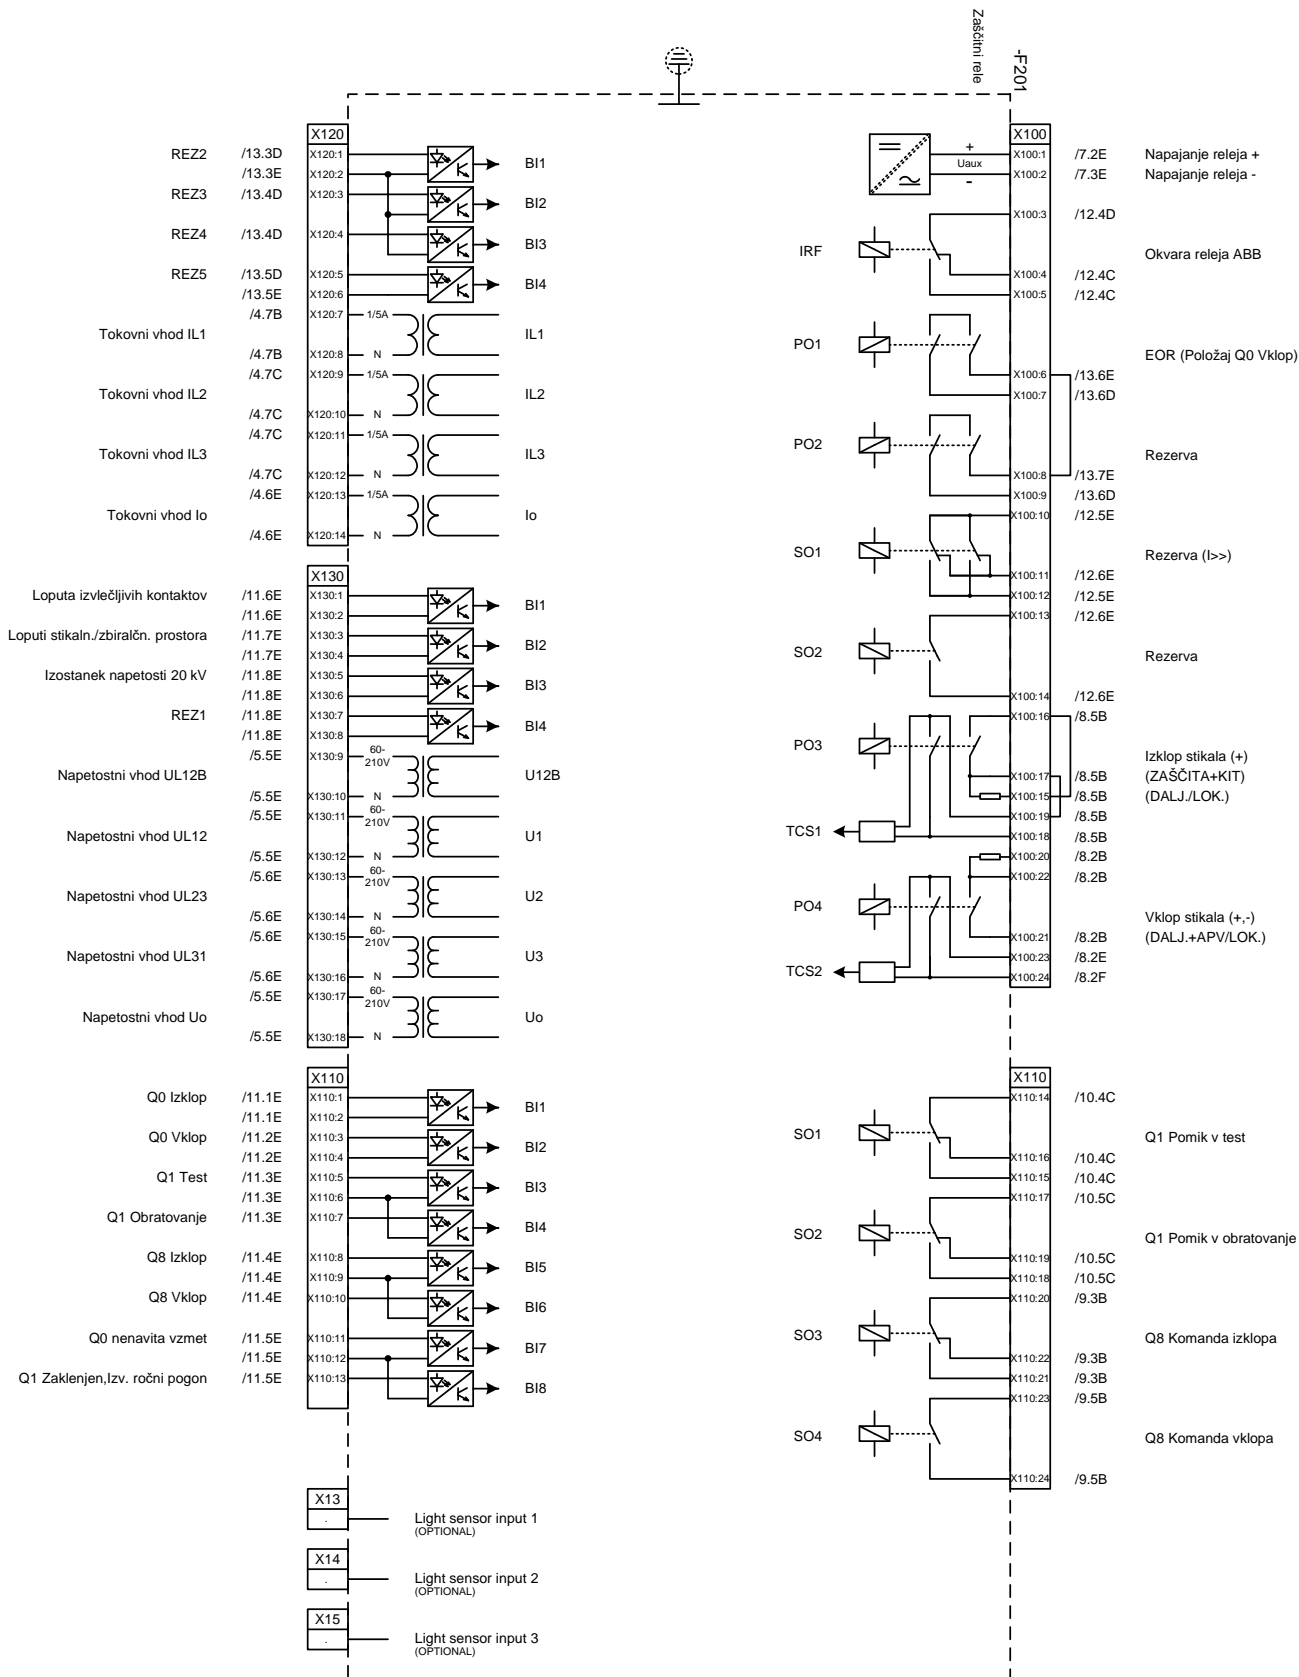 Zaščitni rele
-F201
X120
REZ2 /13.3D X120:1 BI1
/13.3E X120:2
REZ3 /13.4D X120:3 BI2
REZ4 /13.4D X120:4 BI3
REZ5 /13.5D X120:5 BI4
/13.5E X120:6
/4.7B X120:7 1/5A
Tokovni vhod IL1 IL1
/4.7B X120:8 N
/4.7C X120:9 1/5A
Tokovni vhod IL2 IL2
/4.7C X120:10 N
/4.7C X120:11 1/5A
Tokovni vhod IL3 IL3
/4.7C X120:12 N
/4.6E X120:13 1/5A
Tokovni vhod Io Io
/4.6E X120:14 N
X130
Loputa izvlečljivih kontaktov /11.6E X130:1 BI1
/11.6E X130:2
Loputi stikaln./zbiralčn. prostora /11.7E X130:3 BI2
/11.7E X130:4
Izostanek napetosti 20 kV /11.8E X130:5 BI3
/11.8E X130:6
REZ1 /11.8E X130:7 BI4
/11.8E X130:8
/5.5E X130:9 60-210V
Napetostni vhod UL12B U12B
/5.5E X130:10 N
/5.5E X130:11 60-210V
Napetostni vhod UL12 U1
/5.5E X130:12 N
/5.6E X130:13 60-210V
Napetostni vhod UL23 U2
/5.6E X130:14 N
/5.6E X130:15 60-210V
Napetostni vhod UL31 U3
/5.6E X130:16 N
/5.5E X130:17 60-210V
Napetostni vhod Uo Uo
/5.5E X130:18 N
X110
Q0 Izklop /11.1E X110:1 BI1
/11.1E X110:2
Q0 Vklop /11.2E X110:3 BI2
/11.2E X110:4
Q1 Test /11.3E X110:5 BI3
/11.3E X110:6
Q1 Obratovanje /11.3E X110:7 BI4
Q8 Izklop /11.4E X110:8 BI5
/11.4E X110:9
Q8 Vklop /11.4E X110:10 BI6
Q0 nenavita vzmet /11.5E X110:11 BI7
/11.5E X110:12
Q1 Zaklenjen,Izv. ročni pogon /11.5E X110:13 BI8
X13
.
Light sensor input 1
(OPTIONAL)
X14
.
Light sensor input 2
(OPTIONAL)
X15
.
Light sensor input 3
(OPTIONAL)
X100
+ X100:1 /7.2E Napajanje releja +
Uaux
- X100:2 /7.3E Napajanje releja -
X100:3 /12.4D
IRF Okvara releja ABB
X100:4 /12.4C
X100:5 /12.4C
PO1 EOR (Položaj Q0 Vklop)
X100:6 /13.6E
X100:7 /13.6D
PO2 Rezerva
X100:8 /13.7E
X100:9 /13.6D
X100:10 /12.5E
SO1 Rezerva (I>>)
X100:11 /12.6E
X100:12 /12.5E
X100:13 /12.6E
SO2 Rezerva
X100:14 /12.6E
X100:16 /8.5B
PO3 Izklop stikala (+)
X100:17 /8.5B (ZAŠČITA+KIT)
X100:15 /8.5B (DALJ./LOK.)
X100:19 /8.5B
TCS1 X100:18 /8.5B
X100:20 /8.2B
X100:22 /8.2B
PO4 Vklop stikala (+,-)
X100:21 /8.2B (DALJ.+APV/LOK.)
X100:23 /8.2E
TCS2 X100:24 /8.2F
X110
X110:14 /10.4C
SO1 Q1 Pomik v test
X110:16 /10.4C
X110:15 /10.4C
X110:17 /10.5C
SO2 Q1 Pomik v obratovanje
X110:19 /10.5C
X110:18 /10.5C
X110:20 /9.3B
SO3 Q8 Komanda izklopa
X110:22 /9.3B
X110:21 /9.3B
X110:23 /9.5B
SO4 Q8 Komanda vklopa
X110:24 /9.5B